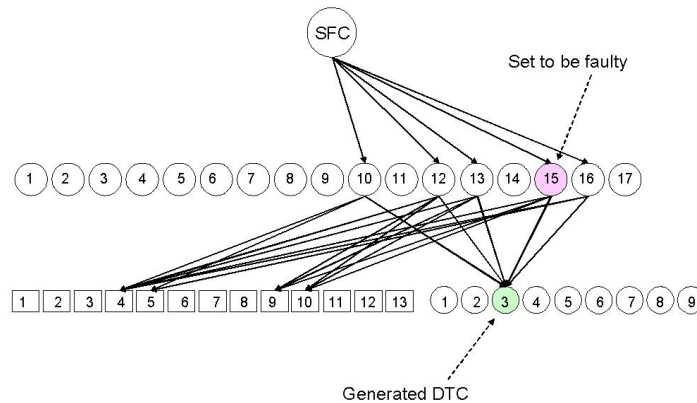 SFC
Set to be faulty
1 2 3 4 5 6 7 8 9 10 11 12 13 14 15 16 17
1 2 3 4 5 6 7 8 9 10 11 12 13 1 2 3 4 5 6 7 8 9
Generated DTC